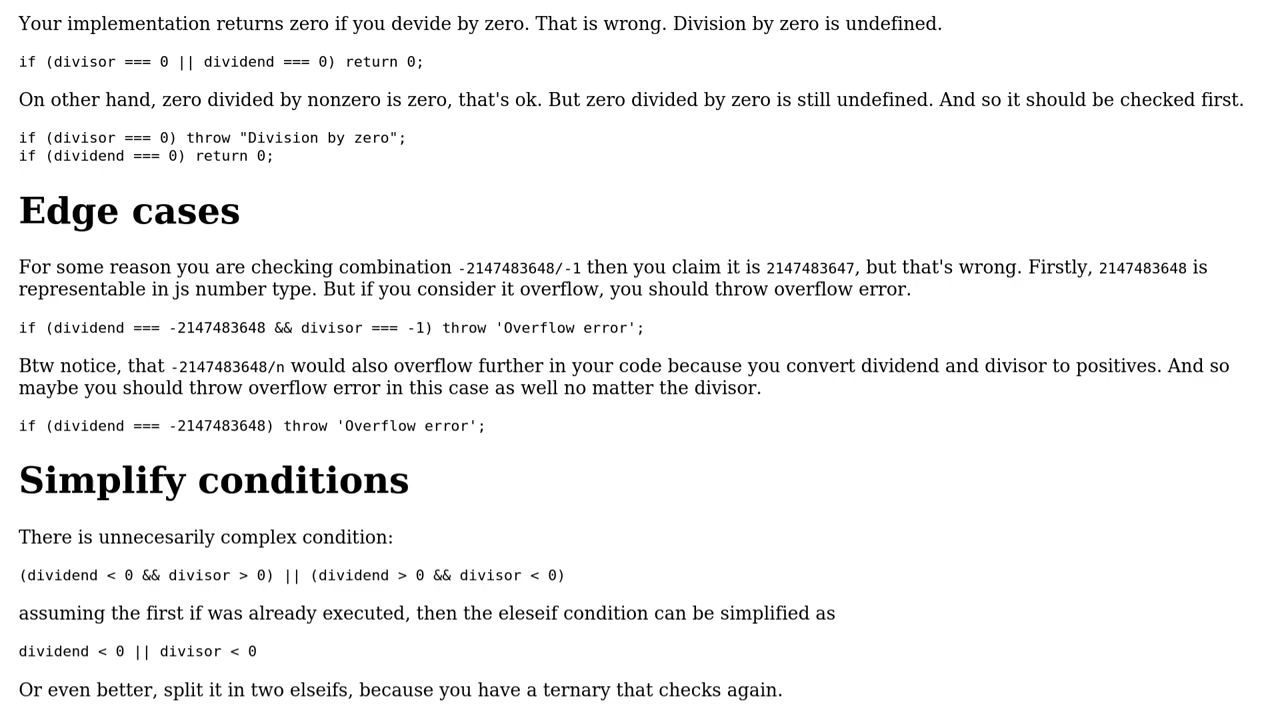 Your implementation returns zero if you devide by zero. That is wrong. Division by zero is undefined.
if (divisor === 0 || dividend === 0) return 0;
On other hand, zero divided by nonzero is zero, that's ok. But zero divided by zero is still undefined. And so it should be checked first.
if (divisor === 0) throw "Division by zero";
if (dividend === 0) return 0;
Edge cases
For some reason you are checking combination -2147483648/-1 then you claim it is 2147483647, but that's wrong. Firstly, 2147483648 is
representable in js number type. But if you consider it overflow, you should throw overflow error.
if (dividend === -2147483648 && divisor === -1) throw 'Overflow error';
Btw notice, that -2147483648/n would also overflow further in your code because you convert dividend and divisor to positives. And so
maybe you should throw overflow error in this case as well no matter the divisor.
if (dividend === -2147483648) throw 'Overflow error';
Simplify conditions
There is unnecesarily complex condition:
(dividend < 0 && divisor > 0) || (dividend > 0 && divisor < 0)
assuming the first if was already executed, then the eleseif condition can be simplified as
dividend < 0 || divisor < 0
Or even better, split it in two elseifs, because you have a ternary that checks again.